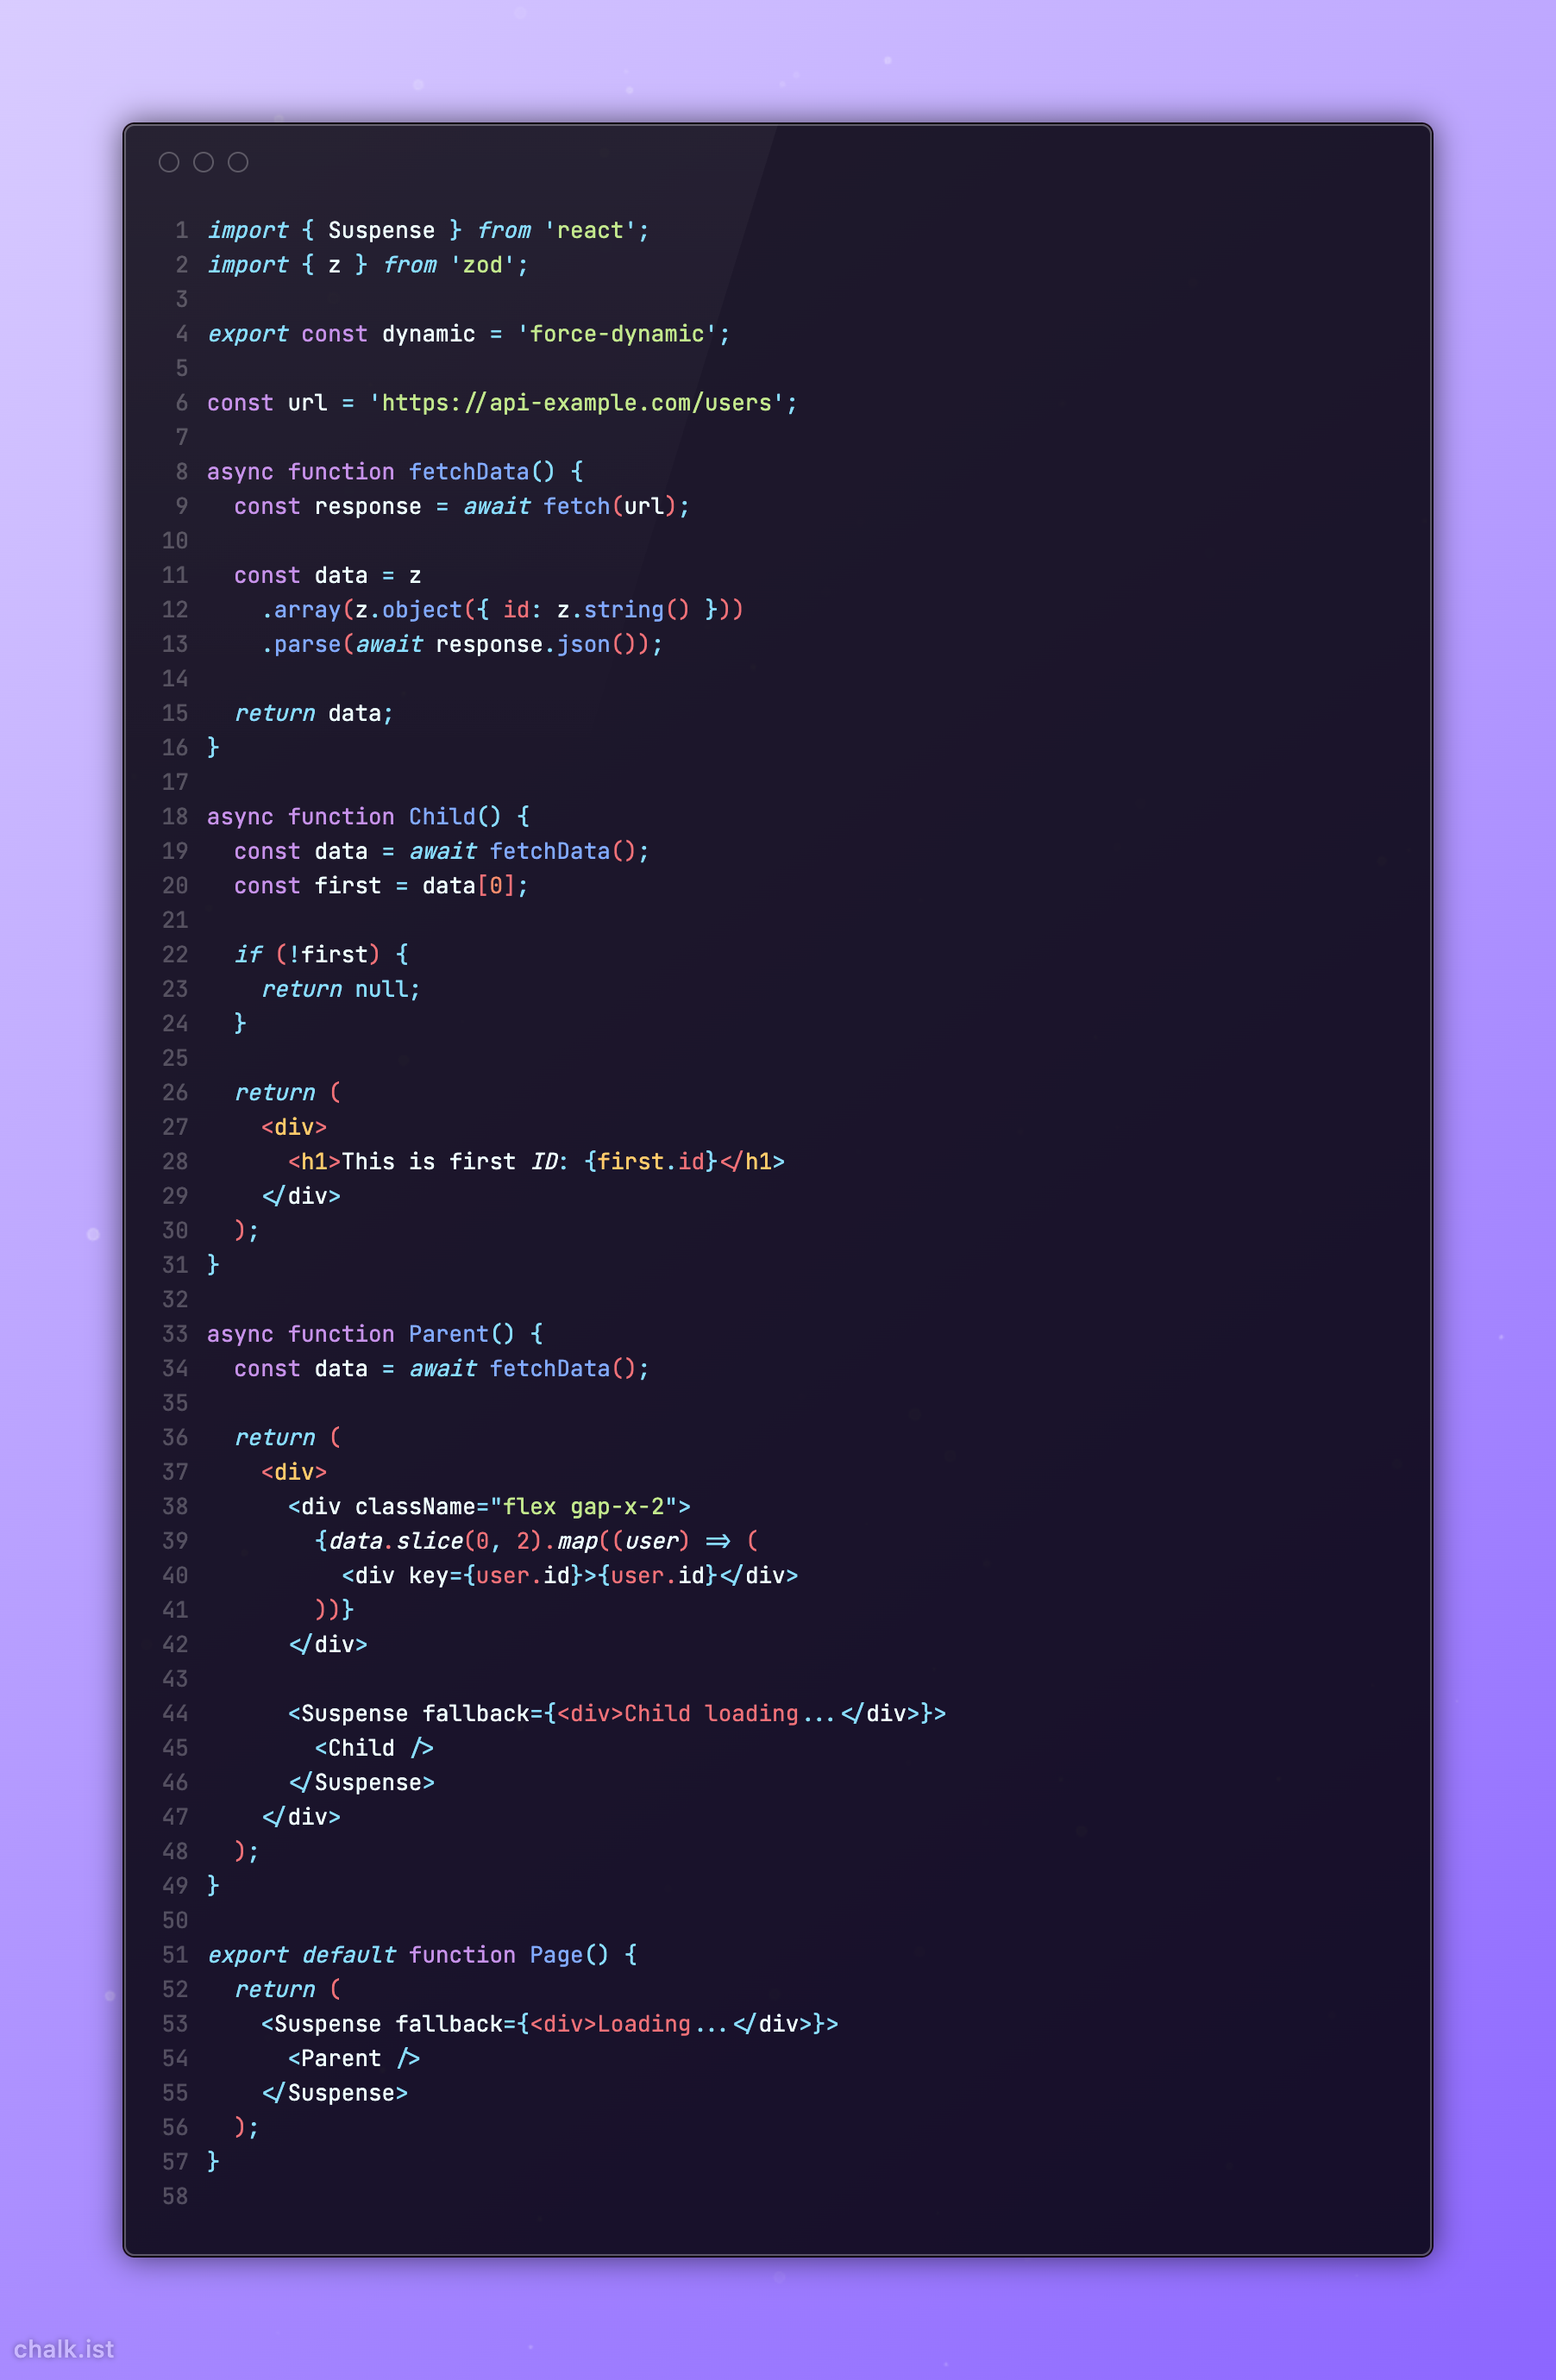 1 import { Suspense } from 'react';
2 import { z } from 'zod';
3
4 export const dynamic = 'force-dynamic';
5
6 const url = 'https://api-example.com/users';
7
8 async function fetchData() {
9   const response = await fetch(url);
10
11   const data = z
12     .array(z.object({ id: z.string() }))
13     .parse(await response.json());
14
15   return data;
16 }
17
18 async function Child() {
19   const data = await fetchData();
20   const first = data[0];
21
22   if (!first) {
23     return null;
24   }
25
26   return (
27     <div>
28       <h1>This is first ID: {first.id}</h1>
29     </div>
30   );
31 }
32
33 async function Parent() {
34   const data = await fetchData();
35
36   return (
37     <div>
38       <div className="flex gap-x-2">
39         {data.slice(0, 2).map((user) => (
40           <div key={user.id}>{user.id}</div>
41         ))}
42       </div>
43
44       <Suspense fallback={<div>Child loading...</div>}>
45         <Child />
46       </Suspense>
47     </div>
48   );
49 }
50
51 export default function Page() {
52   return (
53     <Suspense fallback={<div>Loading...</div>}>
54       <Parent />
55     </Suspense>
56   );
57 }
58
chalk.ist